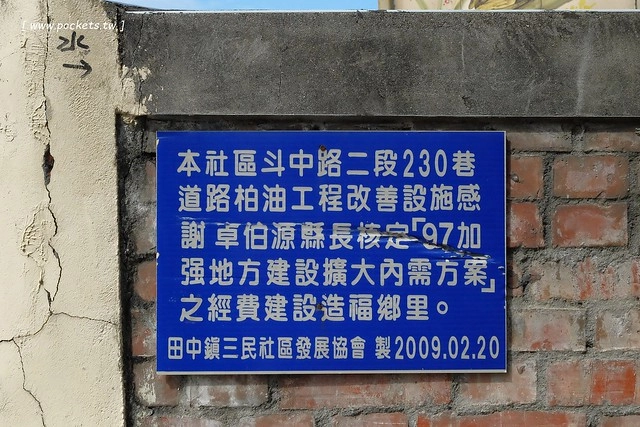 [ www.pockets.tw ]
水
→
本社區斗中路二段230巷
道路柏油工程改善設施感
謝 卓伯源縣長核定「97加
强地方建設擴大內需方案」
之經費建設造福鄉里。
田中鎮三民社區發展協會 製2009.02.20